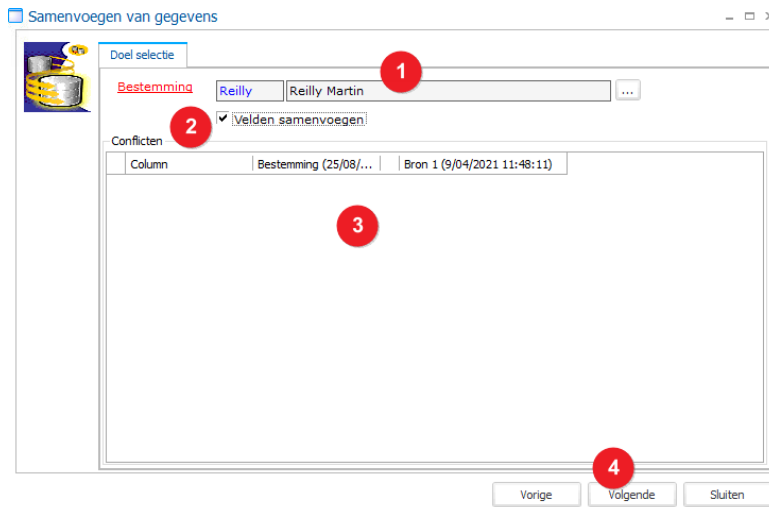 Samenvoegen van gegevens
Doel selectie
1
Bestemming Reilly Reilly Martin ...
2 Velden samenvoegen
Conflicten
Column Bestemming (25/08/... Bron 1 (9/04/2021 11:48:11)
3
4
Vorige Volgende Sluiten